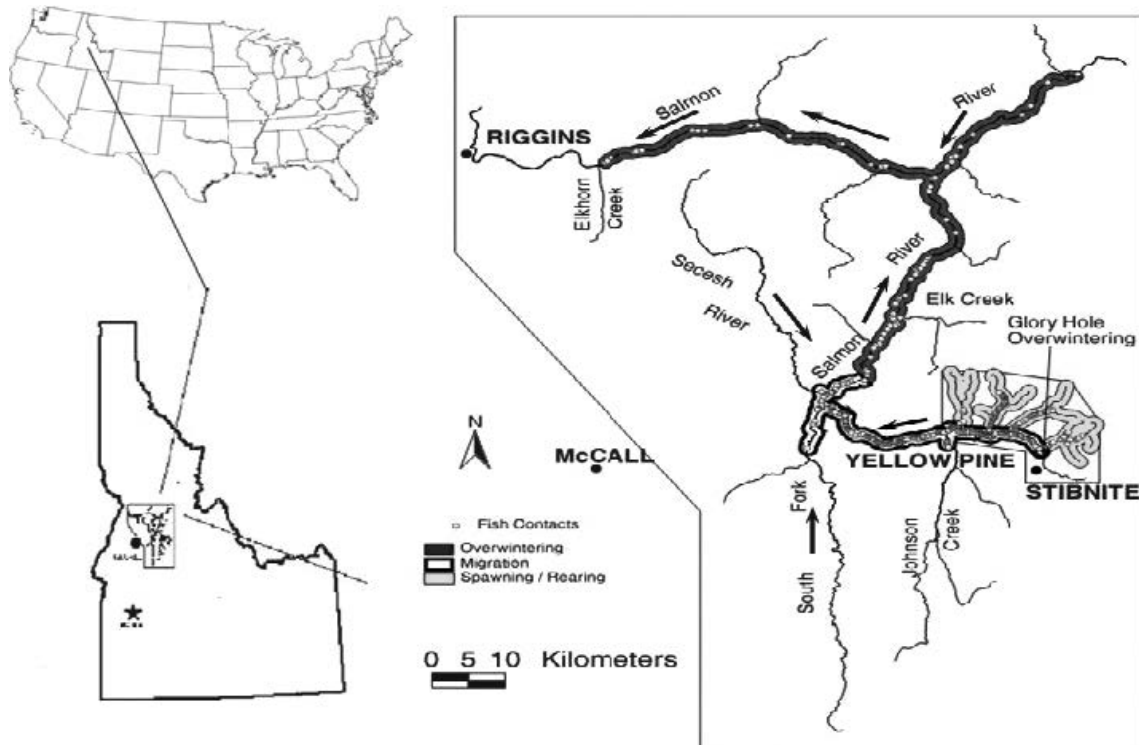 Salmon
River
RIGGINS
Elkhorn
Creek
Secesh
River
River
Elk Creek
Glory Hole
Overwintering
Salmon
N
McCALL
YELLOW PINE
STIBNITE
Fork
South
Johnson
Creek
Fish Contacts
Overwintering
Migration
Spawning / Rearing
0 5 10 Kilometers